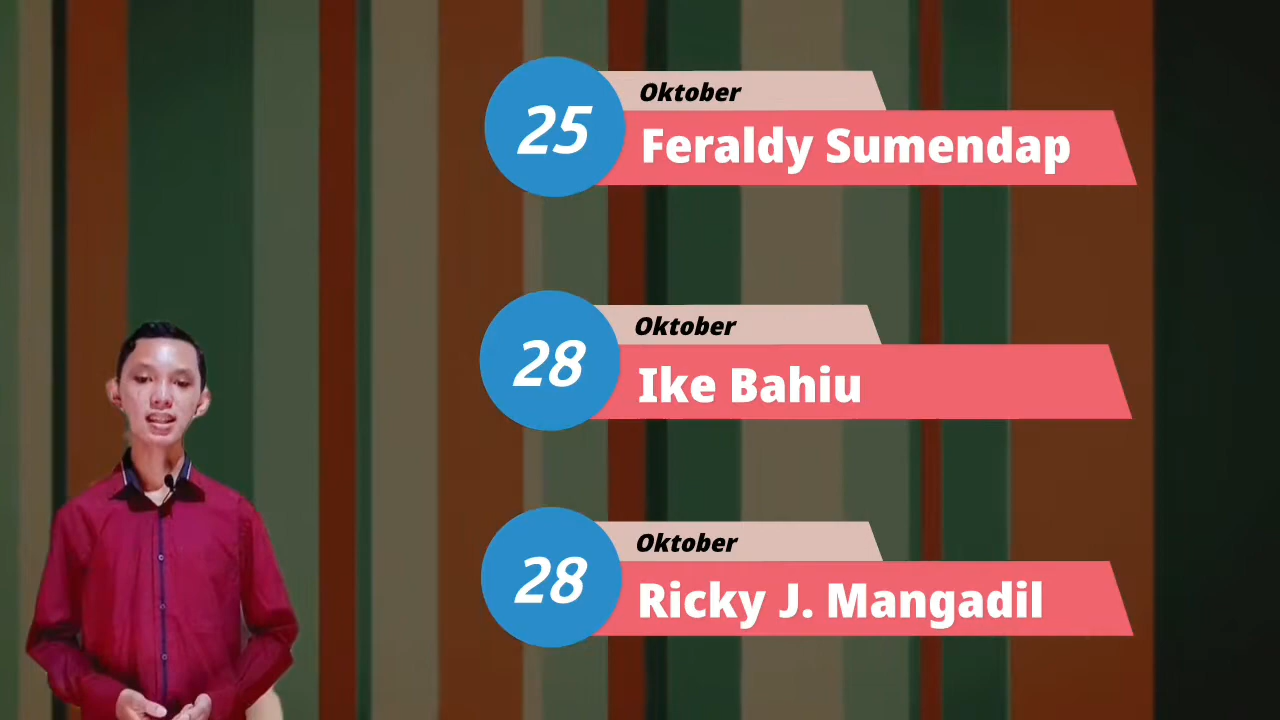 25
Oktober
Feraldy Sumendap
28
Oktober
Ike Bahiu
28
Oktober
Ricky J. Mangadil